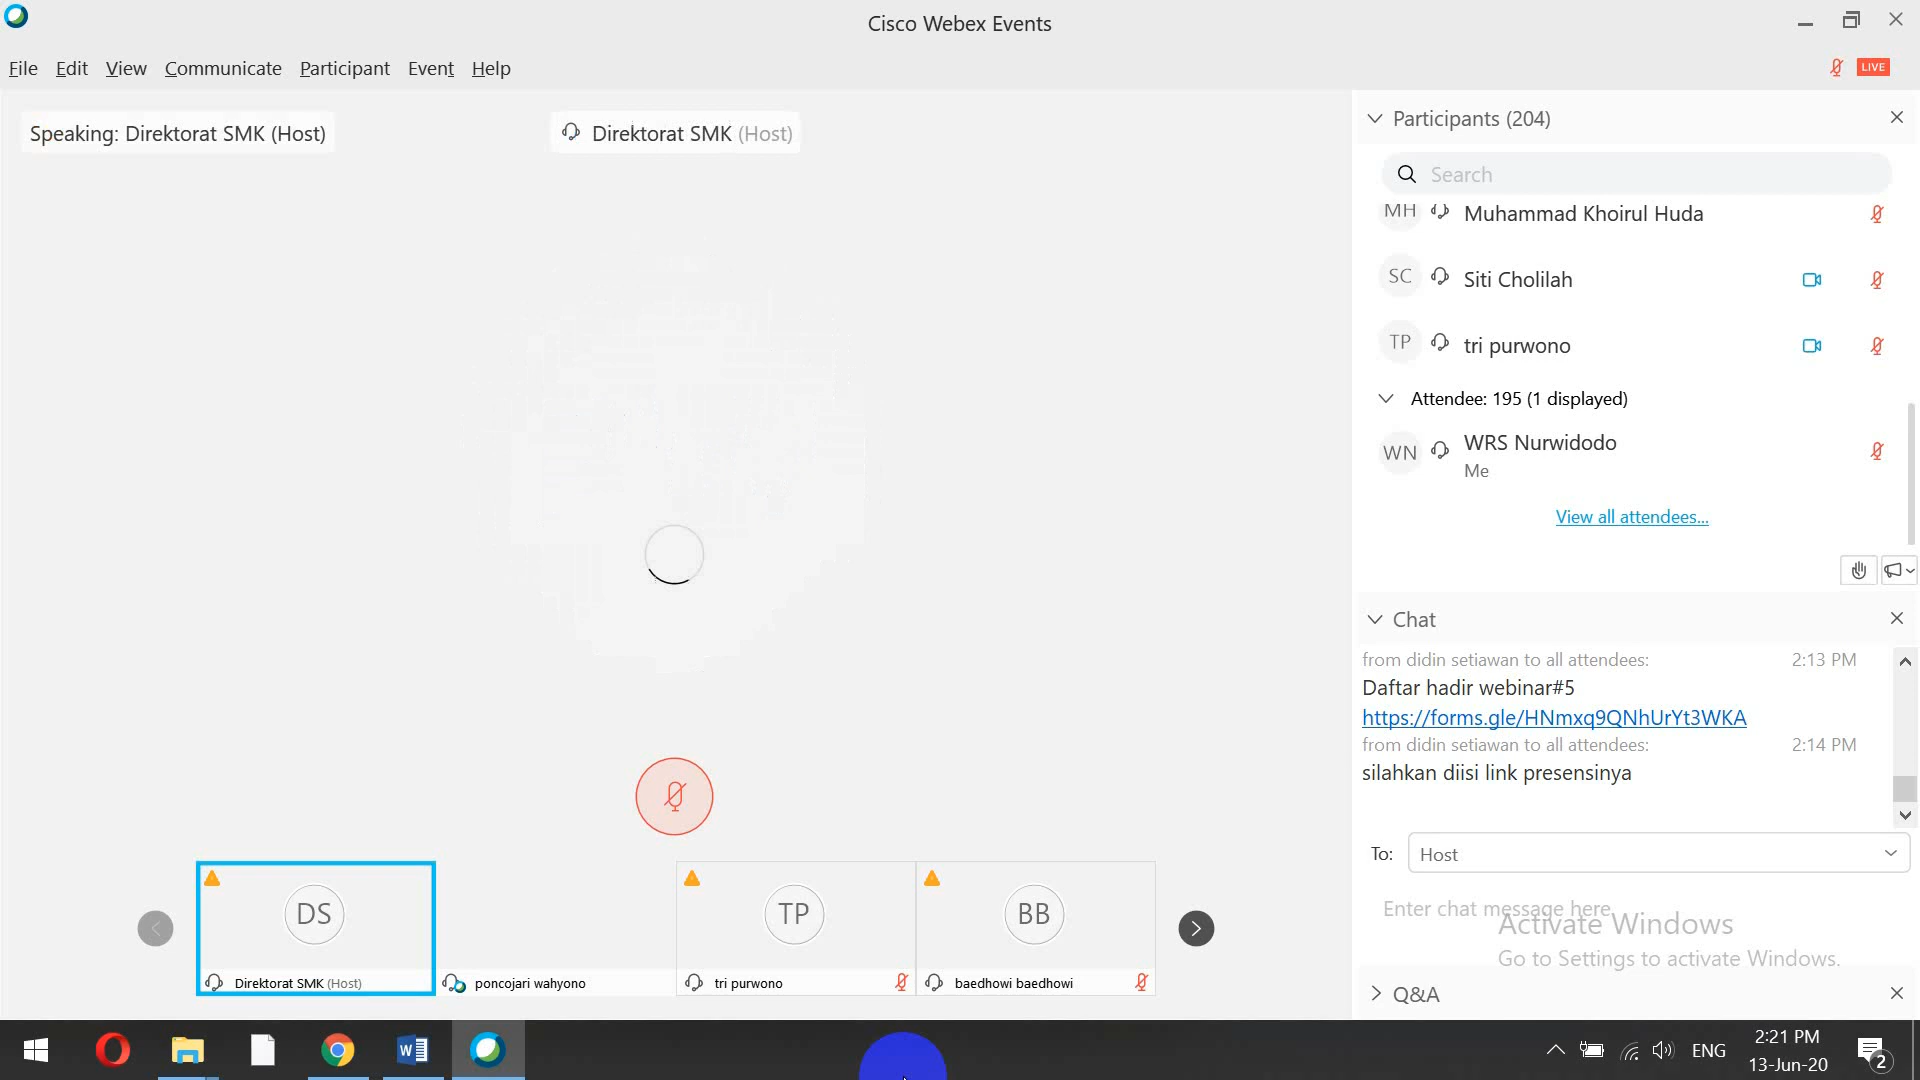 Cisco Webex Events
File Edit View Communicate Participant Event Help
LIVE
Speaking: Direktorat SMK (Host)
Direktorat SMK (Host)
Participants (204)
Search
MH Muhammad Khoirul Huda
SC Siti Cholilah
TP tri purwono
Attendee: 195 (1 displayed)
WN WRS Nurwidodo
Me
View all attendees...
Chat
from didin setiawan to all attendees: 2:13 PM
Daftar hadir webinar#5
https://forms.gle/HNmxq9QNhUrYt3WKA
from didin setiawan to all attendees: 2:14 PM
silahkan diisi link presensinya
To: Host
Enter chat message here
Activate Windows
Go to Settings to activate Windows.
Q&A
DS
Direktorat SMK (Host)
poncojari wahyono
TP
tri purwono
BB
baedhowi baedhowi
ENG
2:21 PM
13-Jun-20
2